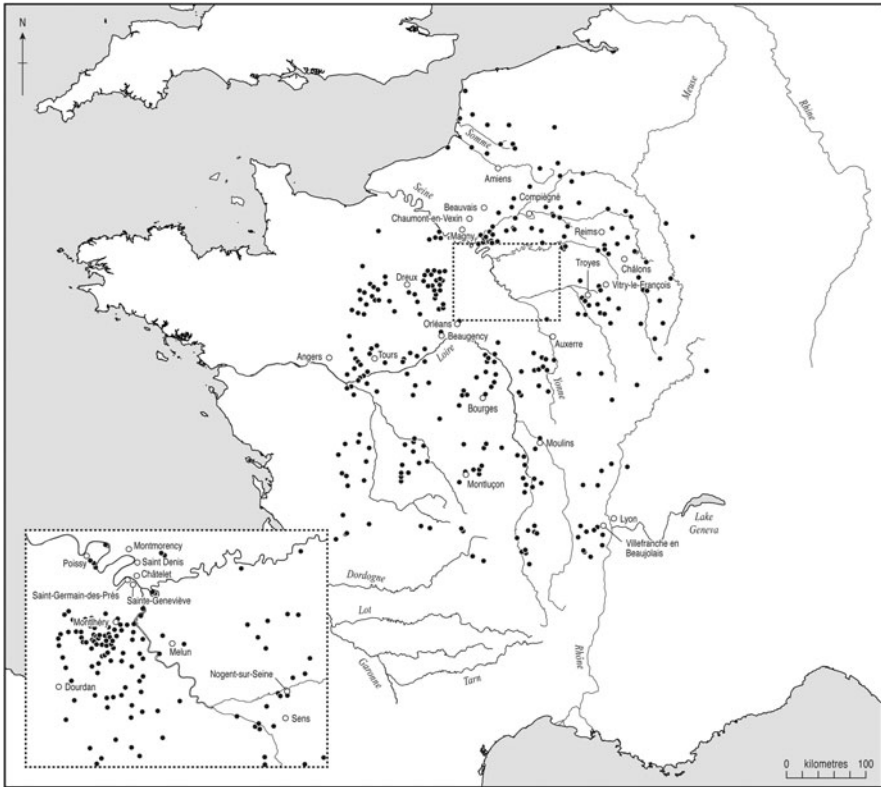 N
Meuse
Rhine
Somme
Amiens
Seine
Beauvais
Compiègne
Chaumont-en-Vexin
Magny
Reims
Troyes
Châlons
Dreux
Vitry-le-François
Orléans
Beaugency
Auxerre
Angers
Tours
Loire
Yonne
Bourges
Moulins
Montluçon
Lyon
Lake
Geneva
Villefranche en
Beaujolais
Dordogne
Lot
Garonne
Tarn
Rhône
Montmorency
Poissy
Saint Denis
Châtelet
Saint-Germain-des-Prés
Sainte-Geneviève
Montlhéry
Melun
Nogent-sur-Seine
Dourdan
Sens
0 kilometres 100